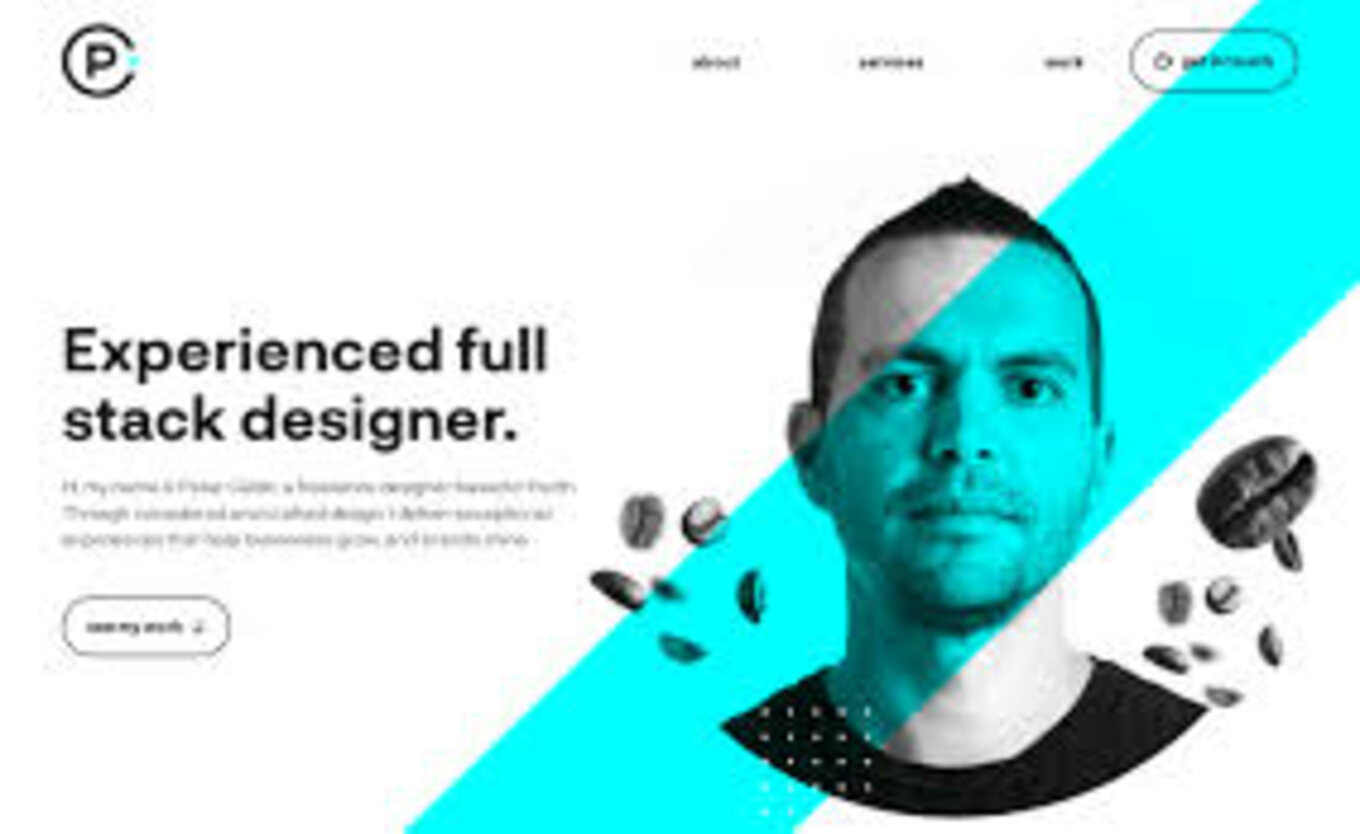 P
about
services
work
get in touch
Experienced full
stack designer.
Hi, my name is Peter, a freelance designer based in Perth.
Through considered and crafted design I deliver exceptional
experiences that help businesses grow and brands shine.
see my work ↓